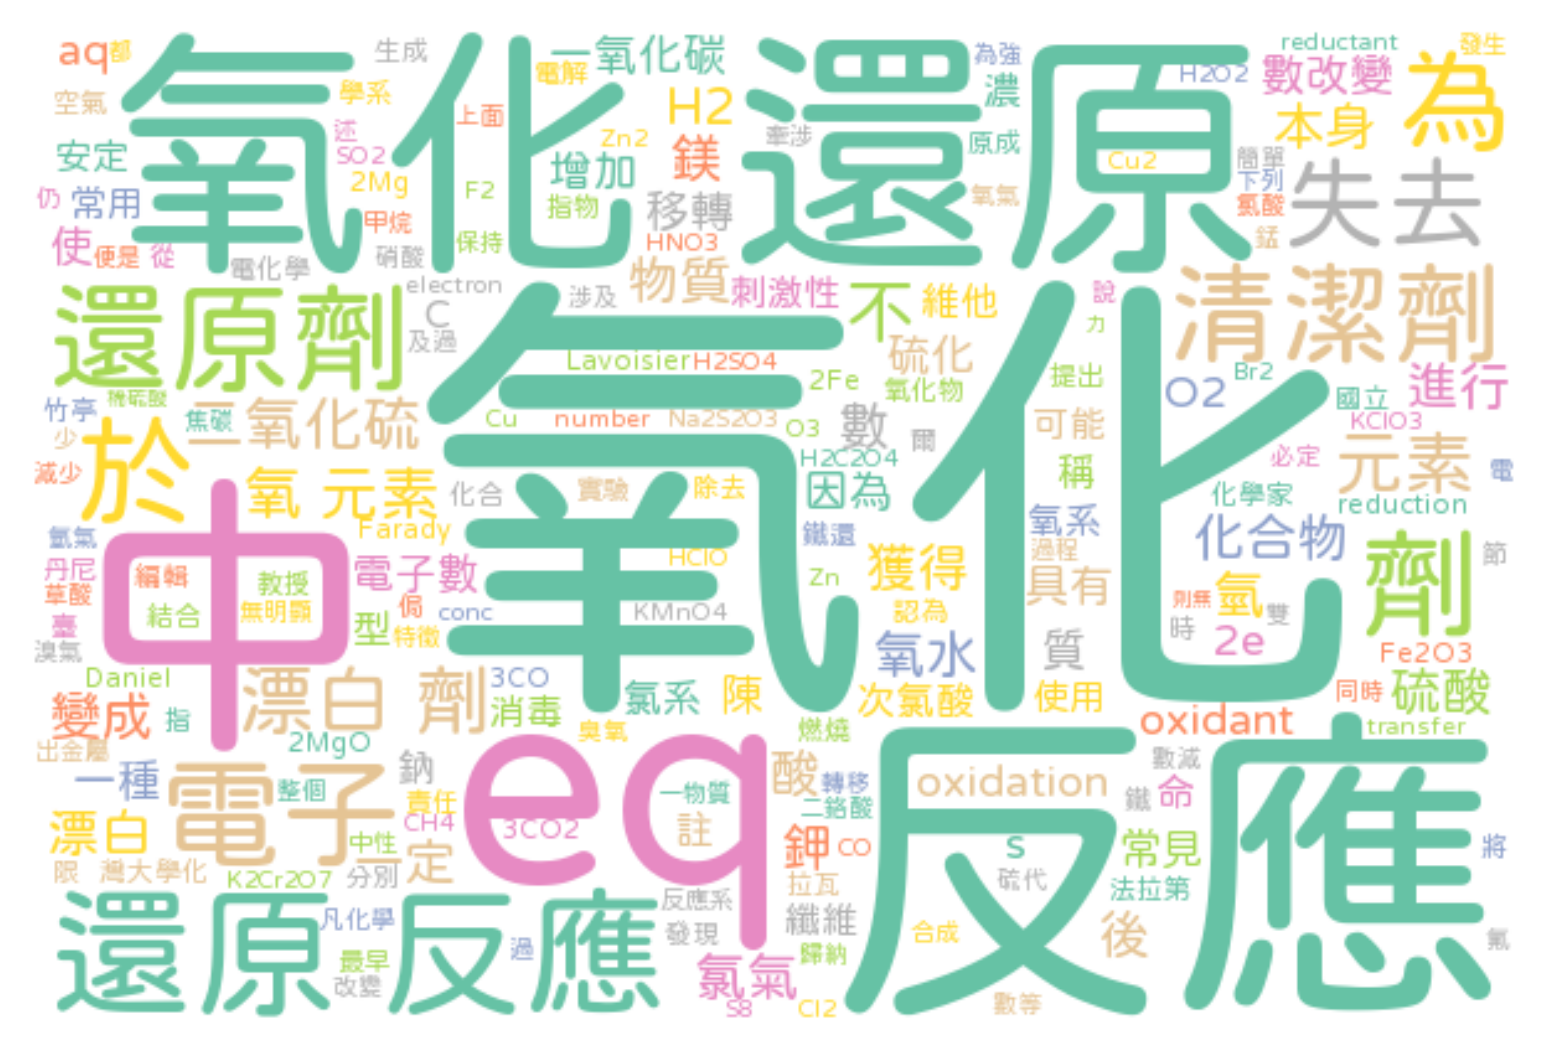 aq
都
氧化還原
生成
電解
一氧化碳
為強
reductant
發生
H2O2
數改變
為
空氣
學系
上面
H2
濃
本身
述
SO2
Zn2
牽涉
原成
Cu2
簡單
安定
2Mg
F2
增加
鎂
下列
失去
仍
常用
甲烷
指物
移轉
氧氣
氯酸
使
便是
從
硝酸
保持
HNO3
錳
電化學
物質
刺激性
不
維他
說
力
清潔劑
還原劑
electron
C
及過
涉及
氧化
Lavoisier
H2SO4
硫化
2Fe
氧化物
提出
Br2
O2
國立
進行
竹亭
少
焦碳
二氧化硫
Cu
number
Na2S2O3
O3
數
爾
可能
KClO3
減少
於
氧
元素
化合
實驗
除去
H2C2O4
因為
稱
必定
元素
電
化學家
reduction
氫氣
中
Farady
鐵還
氧系
過程
化合物
劑
節
丹尼
編輯
教授
電子數
HClO
獲得
Zn
具有
氫
則無
雙
草酸
結合
無明顯
侷
conc
KMnO4
認為
時
2e
臺
型
特徵
溴氣
氧水
質
Fe2O3
Daniel
漂白
劑
3CO
氯系
陳
次氯酸
使用
同時
硫酸
變成
指
消毒
臭氧
燃燒
oxidant
transfer
出金屬
2MgO
eq
反應
一種
電子
整個
鈉
一物質
酸
轉移
oxidation
數減
責任
二鉻酸
鐵
命
漂白
CH4
3CO2
註
鉀
CO
s
常見
將
中性
一定
限
灣大學化
K2Cr2O7
分別
拉瓦
硫代
法拉第
還原反應
凡化學
反應系
纖維
發現
合成
後
過
最早
歸納
氟
改變
氯氣
S8
Cl2
數等